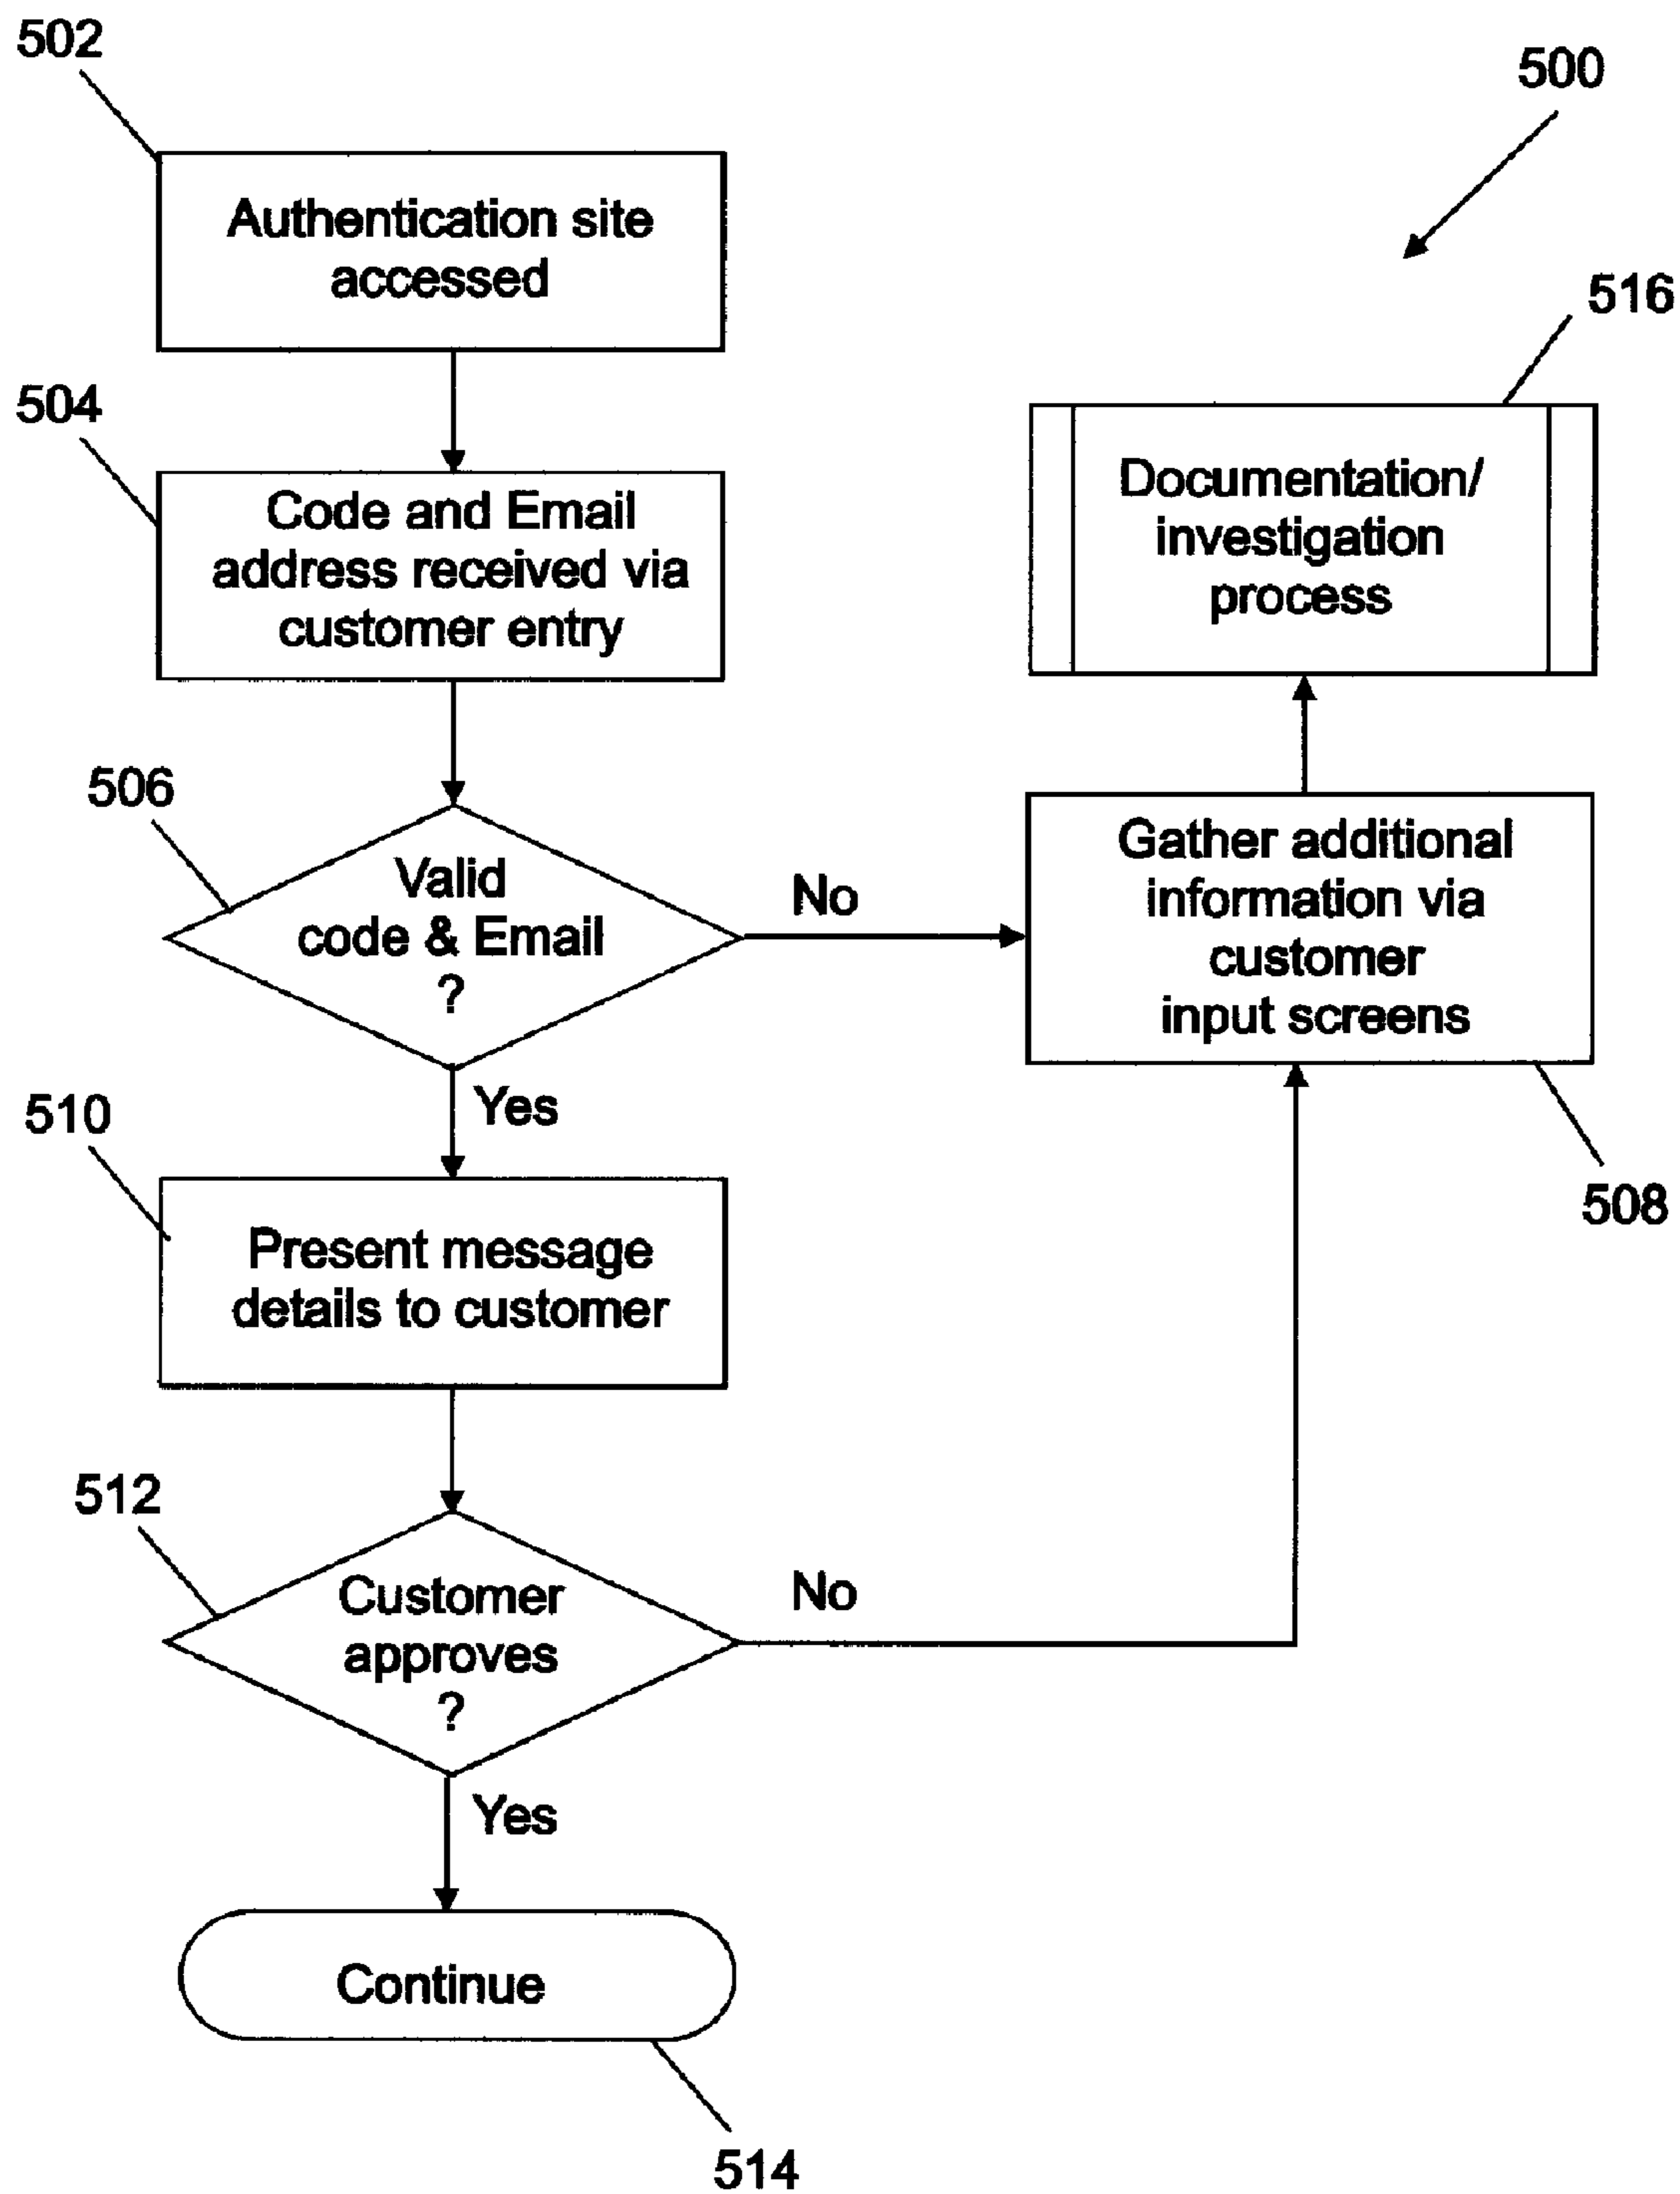 502
500
Authentication site
accessed
516
504
Code and Email
address received via
customer entry
Documentation/
investigation
process
506
Valid
code & Email
?
No
Gather additional
information via
customer
input screens
Yes
510
508
Present message
details to customer
512
Customer
approves
?
No
Yes
Continue
514